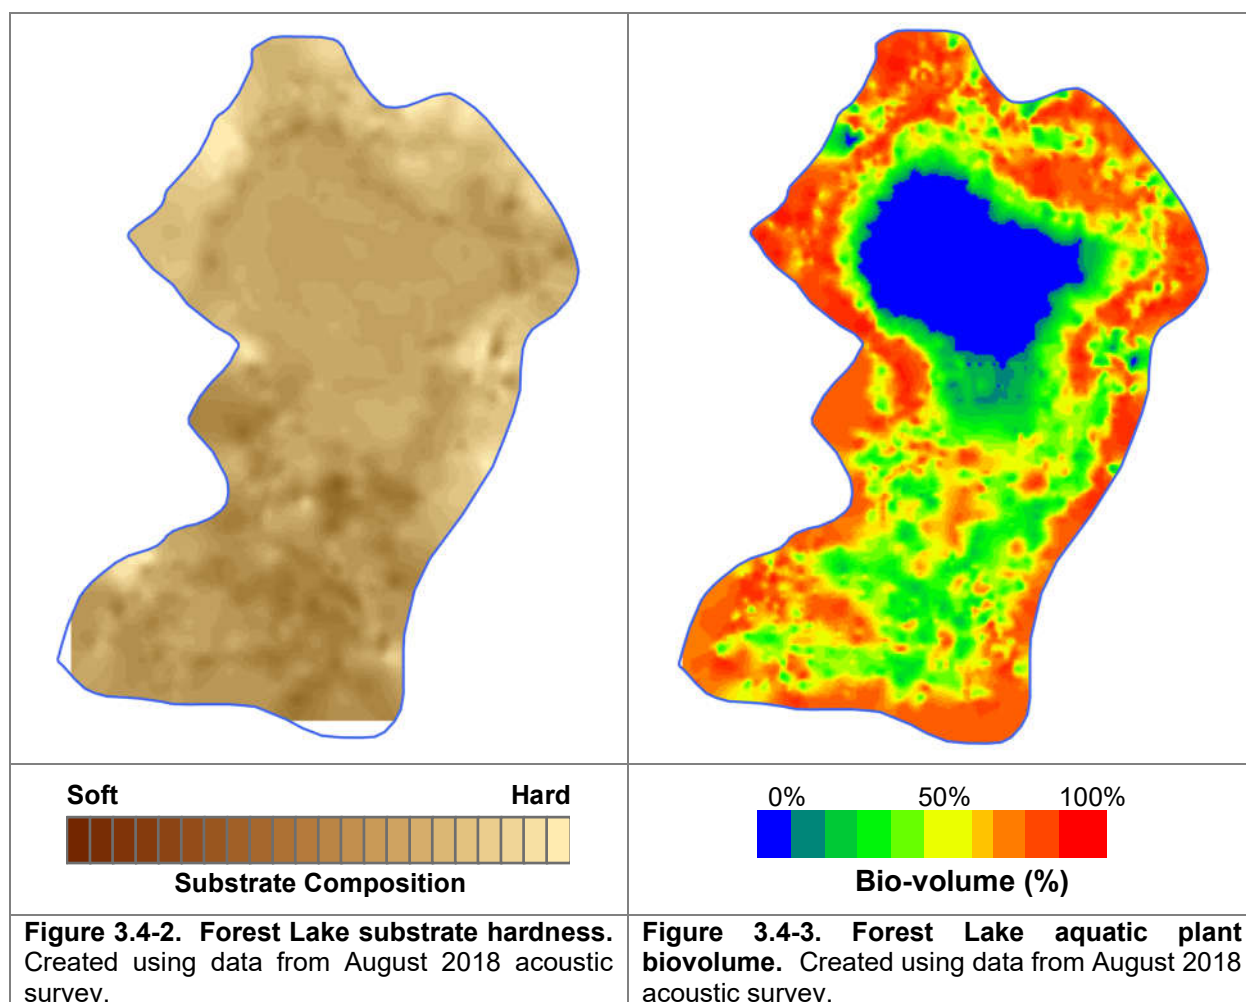 Soft Hard
Substrate Composition
0% 50% 100%
Bio-volume (%)
Figure 3.4-2. Forest Lake substrate hardness.
Created using data from August 2018 acoustic
survey.
Figure 3.4-3. Forest Lake aquatic plant
biovolume. Created using data from August 2018
acoustic survey.